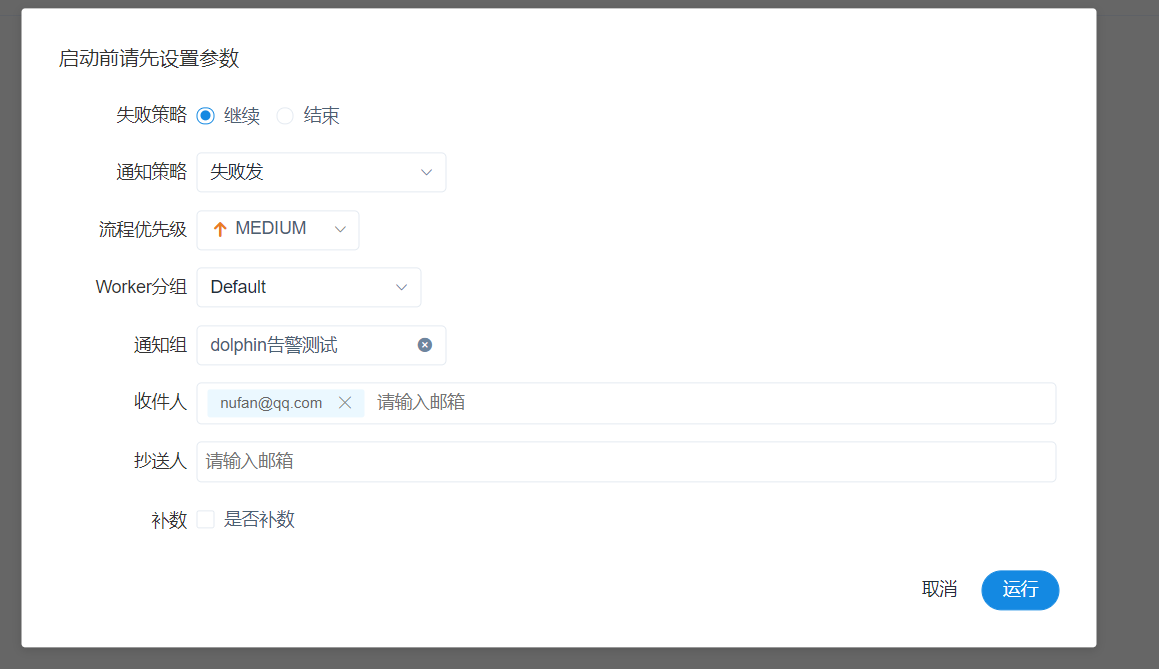 启动前请先设置参数
失败策略 继续 结束
通知策略 失败发
流程优先级 MEDIUM
Worker分组 Default
通知组 dolphin告警测试
收件人 nufan@qq.com 请输入邮箱
抄送人 请输入邮箱
补数 是否补数
取消 运行